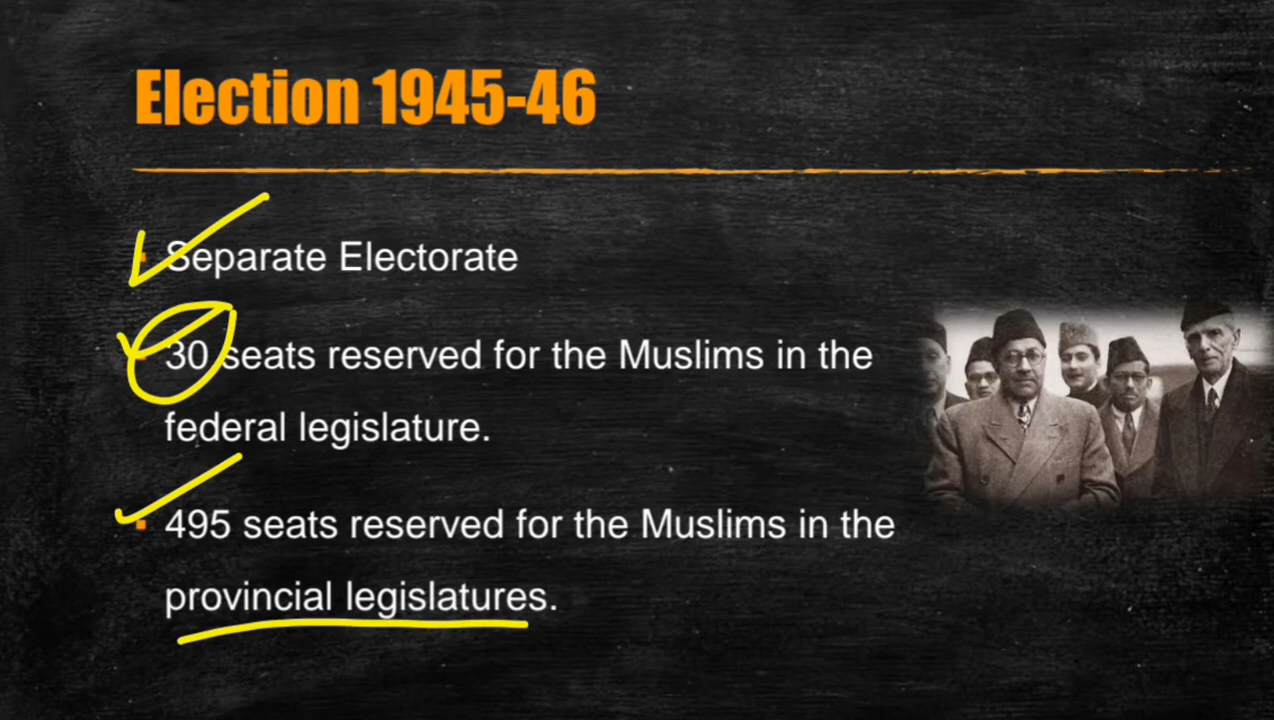 Election 1945-46
Separate Electorate
30 seats reserved for the Muslims in the
federal legislature.
495 seats reserved for the Muslims in the
provincial legislatures.